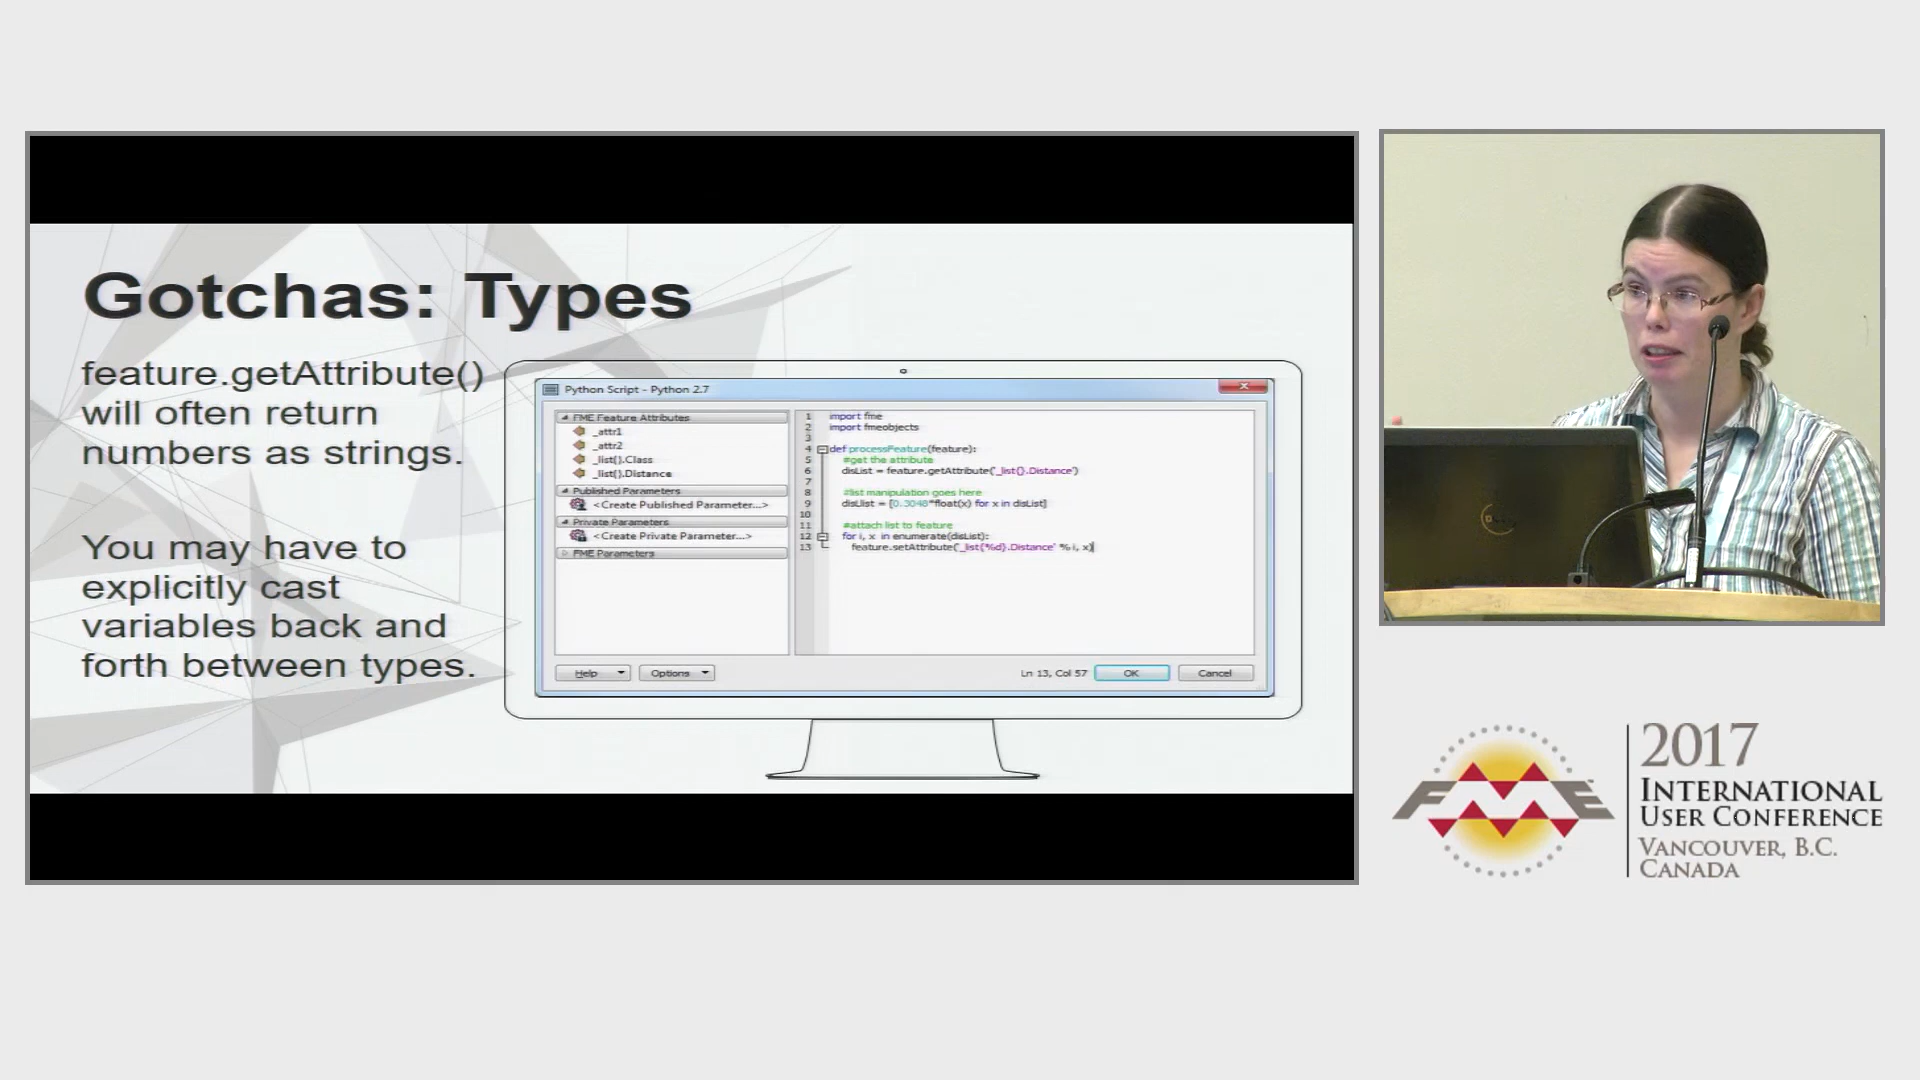 Gotchas: Types
feature.getAttribute()
will often return
numbers as strings.
You may have to
explicitly cast
variables back and
forth between types.
Python Script - Python 2.7
FME Feature Attributes
_attr1
_attr2
_list{}.Class
_list{}.Distance
Published Parameters
<Create Published Parameter...>
Private Parameters
<Create Private Parameter...>
FME Parameters
1 import fme
2 import fmeobjects
3
4 def processFeature(feature):
5 #get the attribute
6 disList = feature.getAttribute('_list{}.Distance')
7
8 #list manipulation goes here
9 disList = [0.3048*float(x) for x in disList]
10
11 #attach list to feature
12 for i, x in enumerate(disList):
13 feature.setAttribute('_list{%d}.Distance' % i, x)
Help
Options
Ln 13, Col 57
OK
Cancel
DELL
FME
2017
INTERNATIONAL
USER CONFERENCE
VANCOUVER, B.C.
CANADA